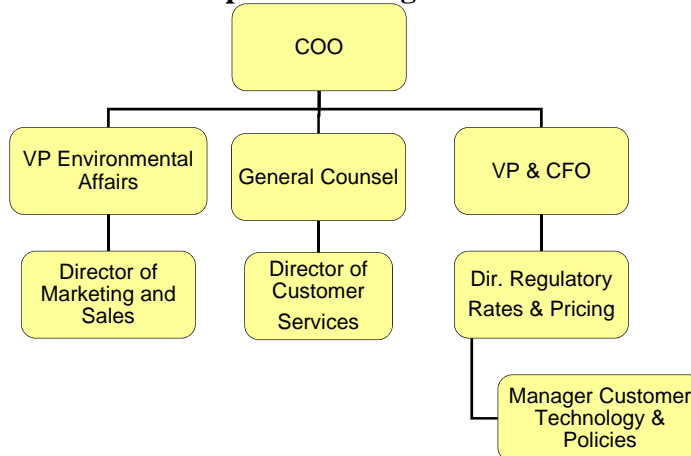 COO
VP Environmental
Affairs
General Counsel
VP & CFO
Director of
Marketing and
Sales
Director of
Customer
Services
Dir. Regulatory
Rates & Pricing
Manager Customer
Technology &
Policies